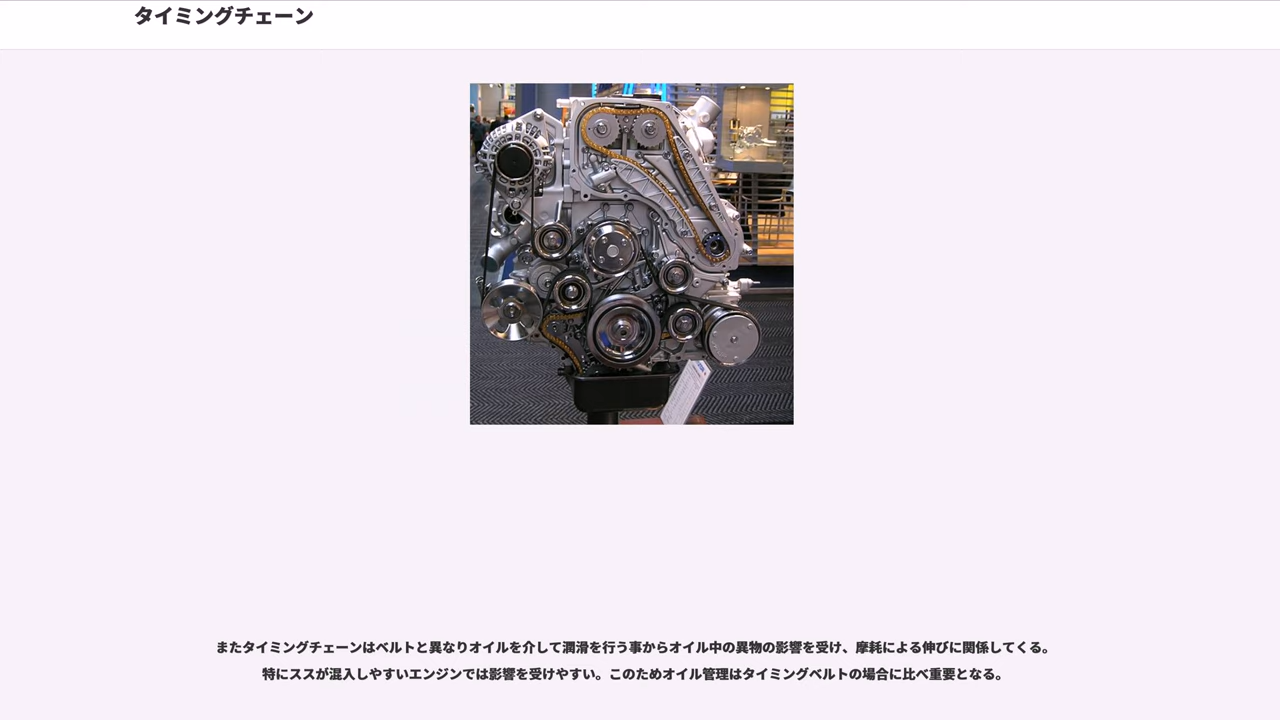 タイミングチェーン
またタイミングチェーンはベルトと異なりオイルを介して潤滑を行う事からオイル中の異物の影響を受け、摩耗による伸びに関係してくる。
特にススが混入しやすいエンジンでは影響を受けやすい。このためオイル管理はタイミングベルトの場合に比べ重要となる。